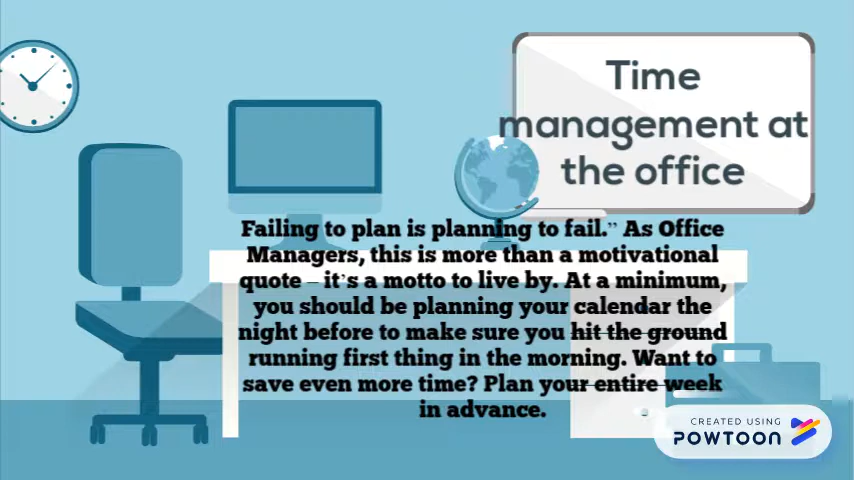 Time
management at
the office
Failing to plan is planning to fail.” As Office
Managers, this is more than a motivational
quote – it’s a motto to live by. At a minimum,
you should be planning your calendar the
night before to make sure you hit the ground
running first thing in the morning. Want to
save even more time? Plan your entire week
in advance.
CREATED USING
POWTOON